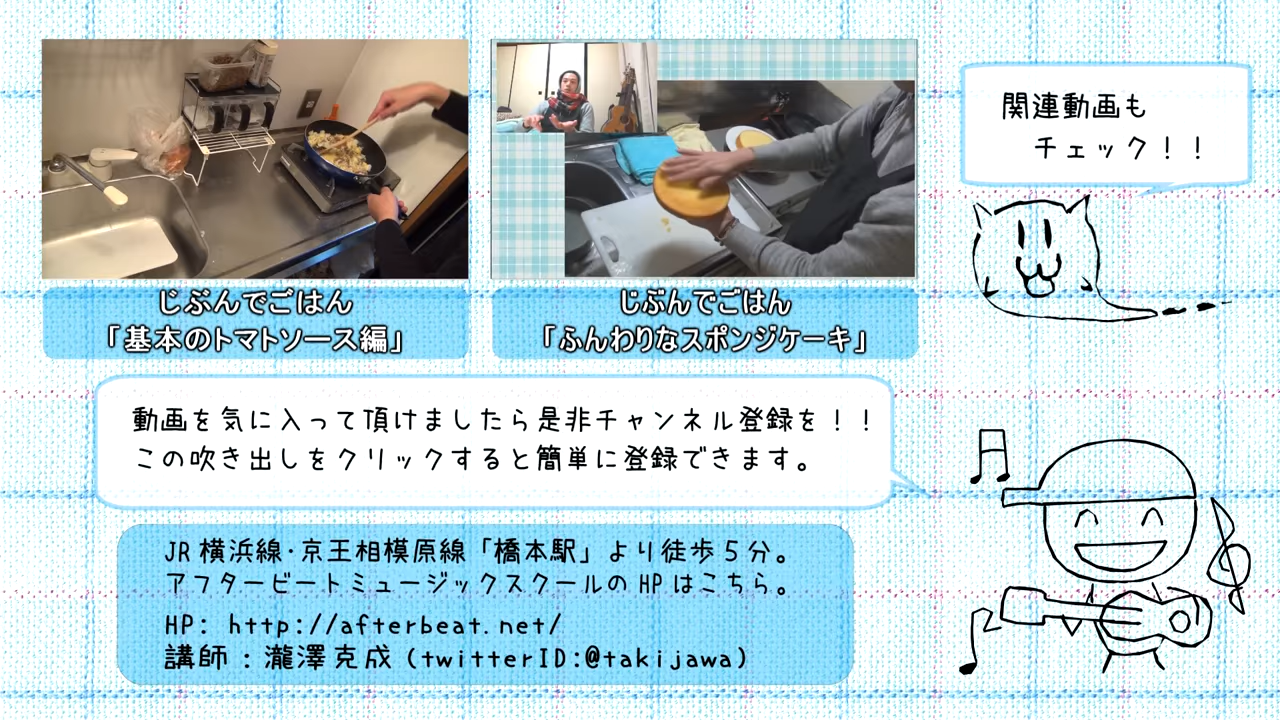 関連動画も
チェック！！
じぶんでごはん
「基本のトマトソース編」
じぶんでごはん
「ふんわりなスポンジケーキ」
動画を気に入って頂けましたら是非チャンネル登録を！！
この吹き出しをクリックすると簡単に登録できます。
JR横浜線･京王相模原線「橋本駅」より徒歩5分。
アフタービートミュージックスクールのHPはこちら。
HP: http://afterbeat.net/
講師：瀧澤克成 (twitterID:@takijawa)